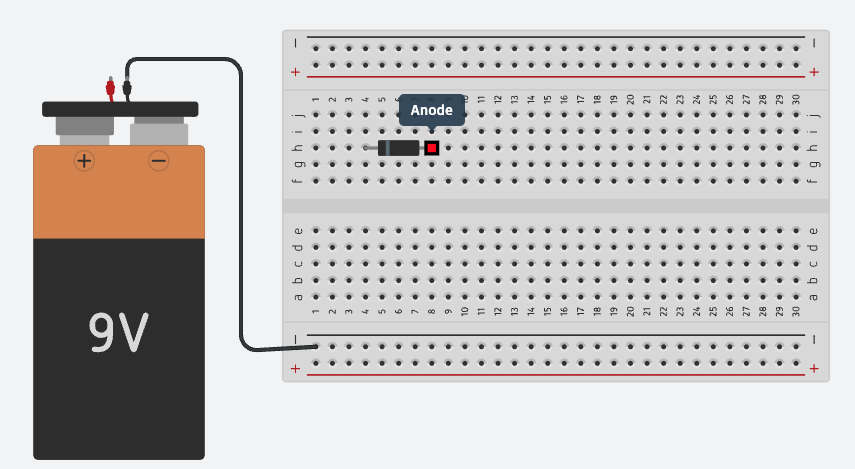 − −
+ +
1 2 3 4 5 6 10 11 12 13 14 15 16 17 18 19 20 21 22 23 24 25 26 27 28 29 30
Anode
j j
i i
h h
g g
f f
+ −
e e
d d
c c
b b
a a
1 2 3 4 5 6 7 8 9 10 11 12 13 14 15 16 17 18 19 20 21 22 23 24 25 26 27 28 29 30
9V
− −
+ +